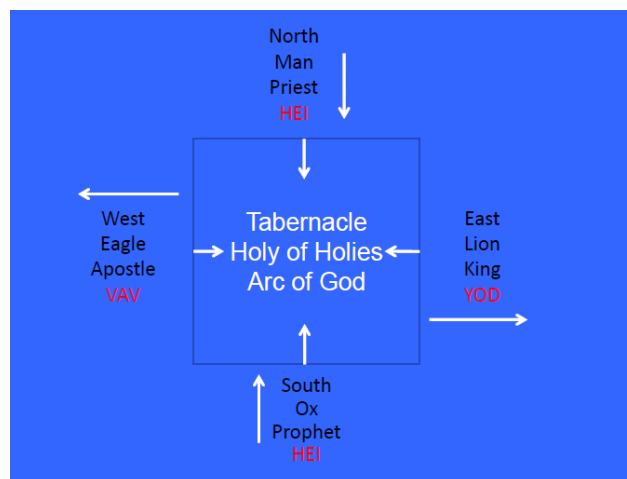 North
Man
Priest
HEI
West
Eagle
Apostle
VAV
Tabernacle
Holy of Holies
Arc of God
East
Lion
King
YOD
South
Ox
Prophet
HEI